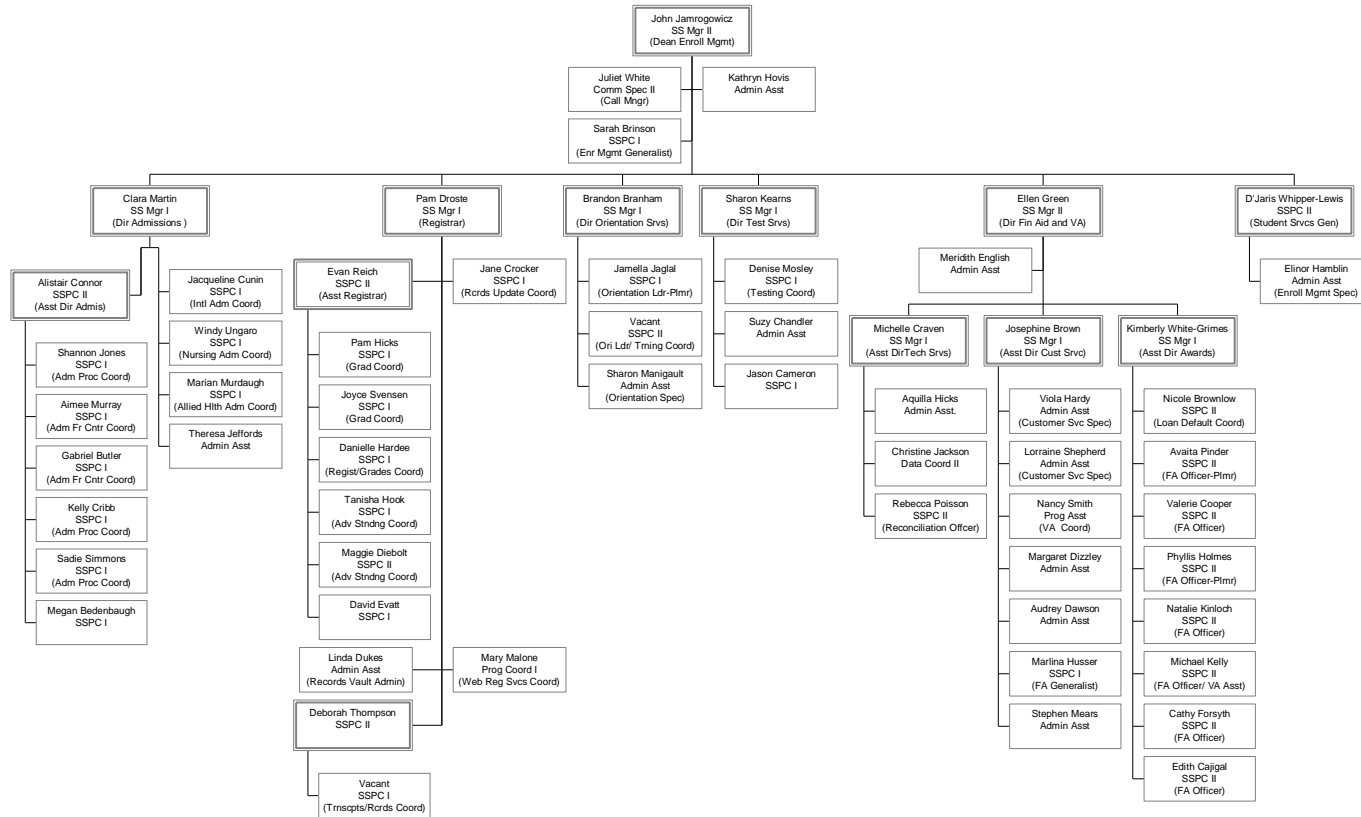 John Jamrogowicz
SS Mgr II
(Dean Enroll Mgmt)
Juliet White
Comm Spec II
(Call Mngr)
Kathryn Hovis
Admin Asst
Sarah Brinson
SSPC I
(Enr Mgmt Generalist)
Clara Martin
SS Mgr I
(Dir Admissions )
Alistair Connor
SSPC II
(Asst Dir Admis)
Shannon Jones
SSPC I
(Adm Proc Coord)
Aimee Murray
SSPC I
(Adm Fr Cntr Coord)
Gabriel Butler
SSPC I
(Adm Fr Cntr Coord)
Kelly Cribb
SSPC I
(Adm Proc Coord)
Sadie Simmons
SSPC I
(Adm Proc Coord)
Megan Bedenbaugh
SSPC I
Jacqueline Cunin
SSPC I
(Intl Adm Coord)
Windy Ungaro
SSPC I
(Nursing Adm Coord)
Marian Murdaugh
SSPC I
(Allied Hlth Adm Coord)
Theresa Jeffords
Admin Asst
Pam Droste
SS Mgr I
(Registrar)
Evan Reich
SSPC II
(Asst Registrar)
Jane Crocker
SSPC I
(Rcrds Update Coord)
Pam Hicks
SSPC I
(Grad Coord)
Joyce Svensen
SSPC I
(Grad Coord)
Danielle Hardee
SSPC I
(Regist/Grades Coord)
Tanisha Hook
SSPC I
(Adv Stndng Coord)
Maggie Diebolt
SSPC II
(Adv Stndng Coord)
David Evatt
SSPC I
Linda Dukes
Admin Asst
(Records Vault Admin)
Mary Malone
Prog Coord I
(Web Reg Svcs Coord)
Deborah Thompson
SSPC II
Vacant
SSPC I
(Trnscpts/Rcrds Coord)
Brandon Branham
SS Mgr I
(Dir Orientation Srvs)
Jamella Jaglal
SSPC I
(Orientation Ldr-Plmr)
Vacant
SSPC II
(Ori Ldr/ Trning Coord)
Sharon Manigault
Admin Asst
(Orientation Spec)
Sharon Kearns
SS Mgr I
(Dir Test Srvs)
Denise Mosley
SSPC I
(Testing Coord)
Suzy Chandler
Admin Asst
Jason Cameron
SSPC I
Ellen Green
SS Mgr II
(Dir Fin Aid and VA)
Meridith English
Admin Asst
Michelle Craven
SS Mgr I
(Asst DirTech Srvs)
Aquilla Hicks
Admin Asst.
Christine Jackson
Data Coord II
Rebecca Poisson
SSPC II
(Reconciliation Offcer)
Josephine Brown
SS Mgr I
(Asst Dir Cust Srvc)
Viola Hardy
Admin Asst
(Customer Svc Spec)
Lorraine Shepherd
Admin Asst
(Customer Svc Spec)
Nancy Smith
Prog Asst
(VA  Coord)
Margaret Dizzley
Admin Asst
Audrey Dawson
Admin Asst
Marlina Husser
SSPC I
(FA Generalist)
Stephen Mears
Admin Asst
Kimberly White-Grimes
SS Mgr I
(Asst Dir Awards)
Nicole Brownlow
SSPC II
(Loan Default Coord)
Avaita Pinder
SSPC II
(FA Officer-Plmr)
Valerie Cooper
SSPC II
(FA Officer)
Phyllis Holmes
SSPC II
(FA Officer-Plmr)
Natalie Kinloch
SSPC II
(FA Officer)
Michael Kelly
SSPC II
(FA Officer/ VA Asst)
Cathy Forsyth
SSPC II
(FA Officer)
Edith Cajigal
SSPC II
(FA Officer)
D'Jaris Whipper-Lewis
SSPC II
(Student Srvcs Gen)
Elinor Hamblin
Admin Asst
(Enroll Mgmt Spec)